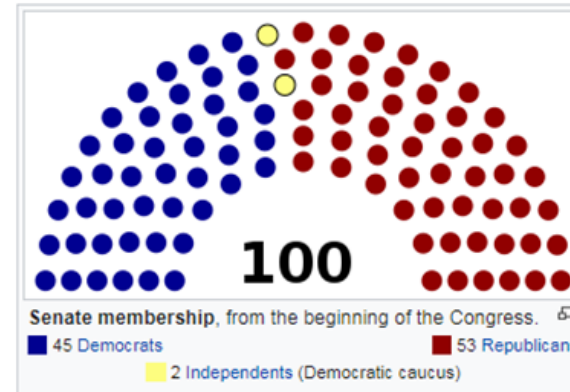 100
Senate membership, from the beginning of the Congress.
45 Democrats 53 Republican
2 Independents (Democratic caucus)